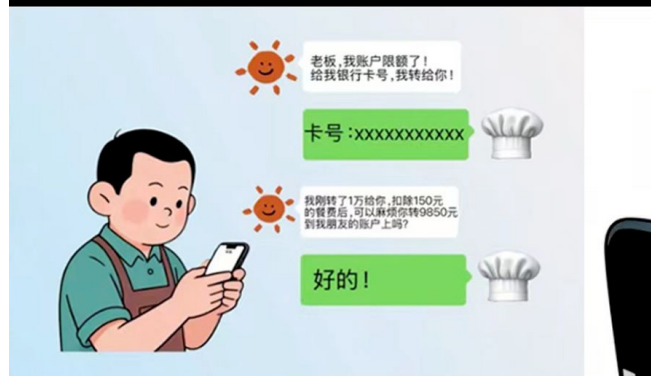 老板,我账户限额了!
给我银行卡号,我转给你!
卡号:xxxxxxxxxxx
我刚转了1万给你,扣除150元
的餐费后,可以麻烦你转9850元
到我朋友的账户上吗?
好的!